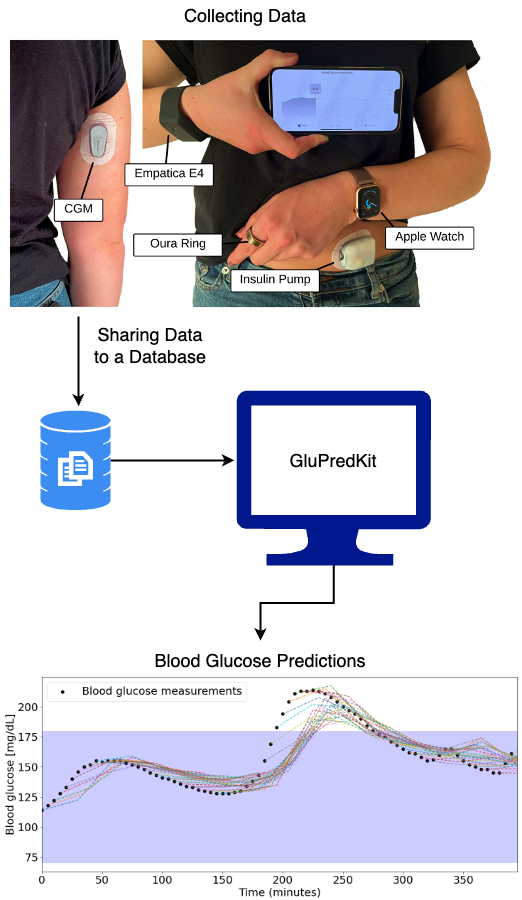 Collecting Data
Empatica E4
CGM
Oura Ring
Apple Watch
Insulin Pump
Sharing Data
to a Database
GluPredKit
Blood Glucose Predictions
Blood glucose measurements
Blood glucose [mg/dL]
200
175
150
125
100
75
0
50
100
150
200
250
300
350
Time (minutes)